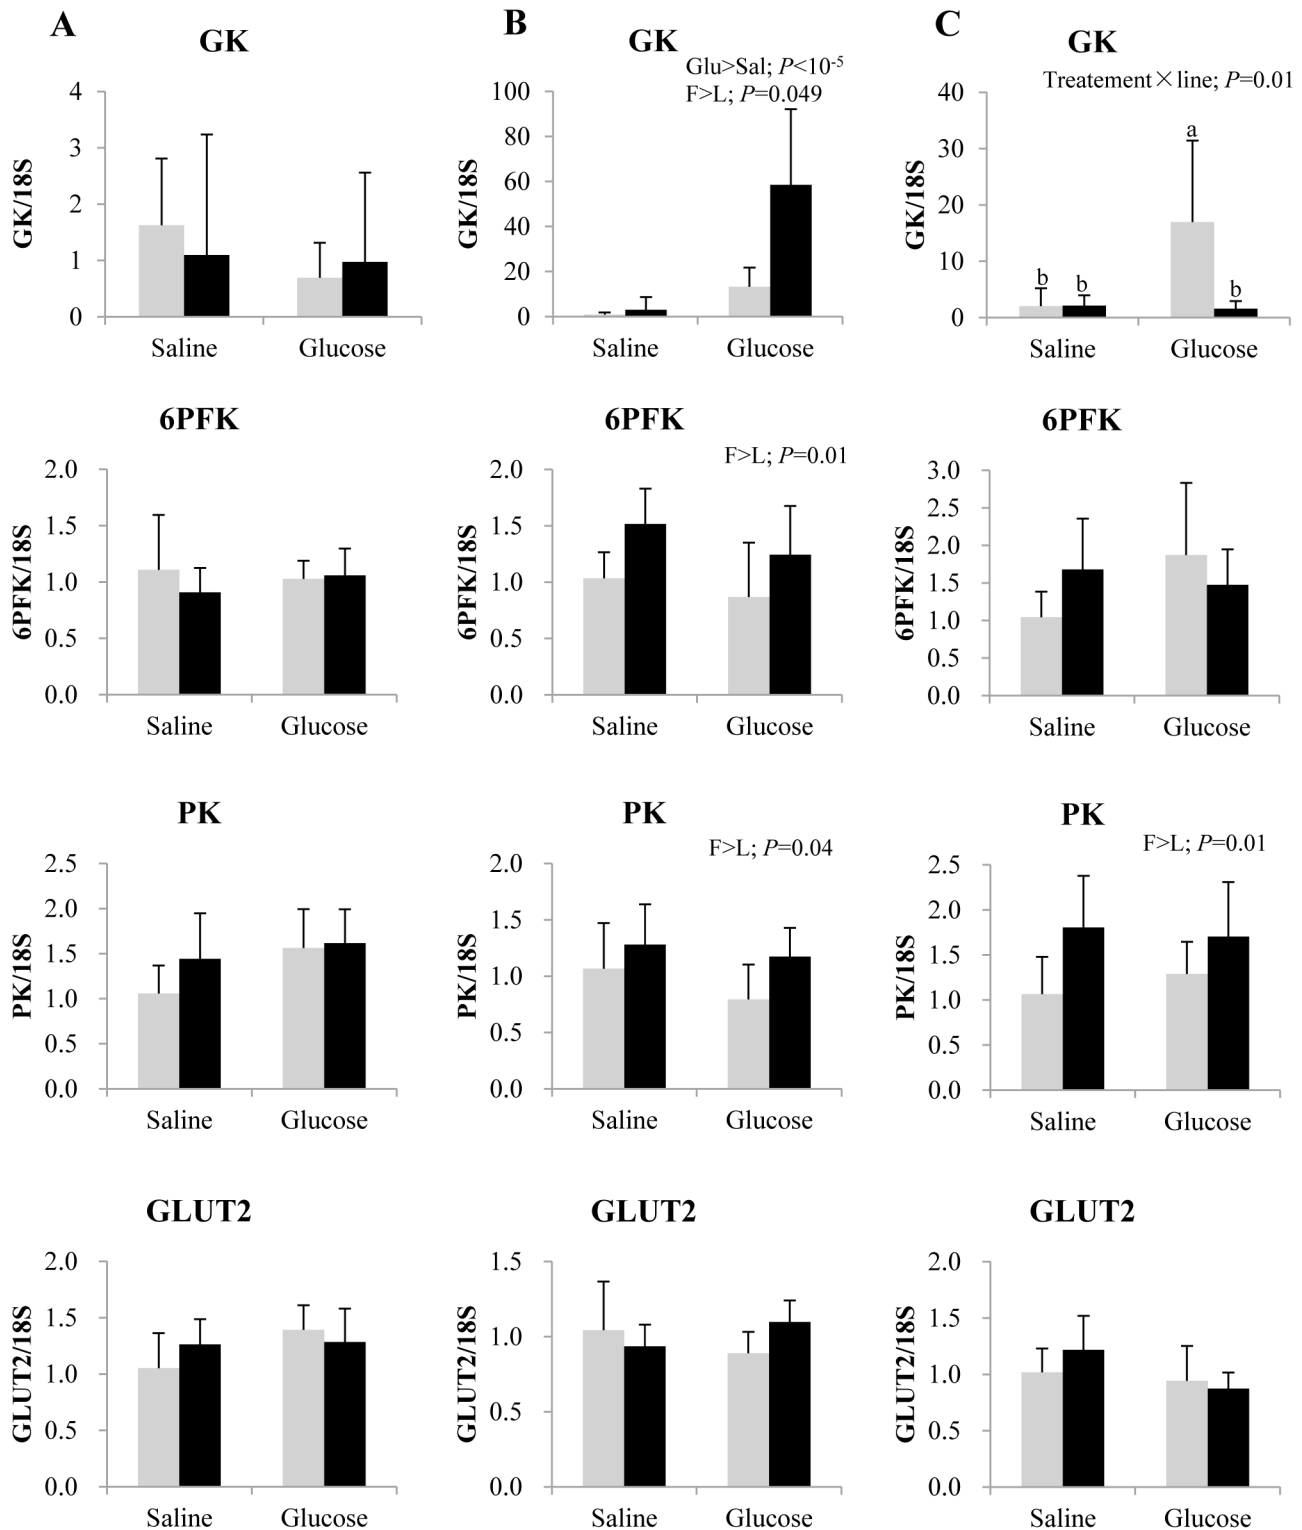 A
GK
GK/18S
4
3
2
1
0
Saline Glucose
B
GK
Glu>Sal; P<10-5
F>L; P=0.049
GK/18S
100
80
60
40
20
0
Saline Glucose
C
GK
Treatement×line; P=0.01
GK/18S
40
30
20
10
0
b
b
a
b
Saline Glucose
6PFK
6PFK/18S
2.0
1.5
1.0
0.5
0.0
Saline Glucose
6PFK
F>L; P=0.01
6PFK/18S
2.0
1.5
1.0
0.5
0.0
Saline Glucose
6PFK
6PFK/18S
3.0
2.5
2.0
1.5
1.0
0.5
0.0
Saline Glucose
PK
PK/18S
2.5
2.0
1.5
1.0
0.5
0.0
Saline Glucose
PK
F>L; P=0.04
PK/18S
2.0
1.5
1.0
0.5
0.0
Saline Glucose
PK
F>L; P=0.01
PK/18S
2.5
2.0
1.5
1.0
0.5
0.0
Saline Glucose
GLUT2
GLUT2/18S
2.0
1.5
1.0
0.5
0.0
Saline Glucose
GLUT2
GLUT2/18S
1.5
1.0
0.5
0.0
Saline Glucose
GLUT2
GLUT2/18S
2.0
1.5
1.0
0.5
0.0
Saline Glucose